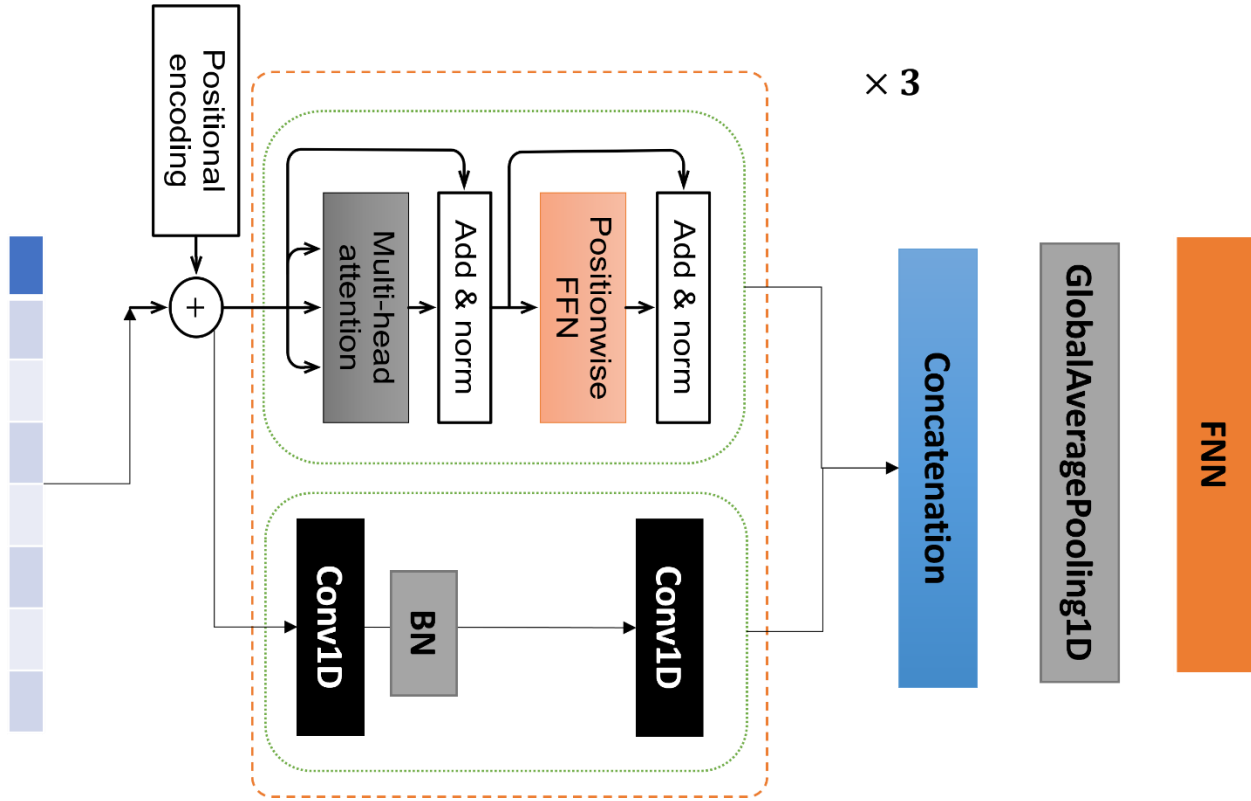 Positional
encoding
× 3
+
Multi-head
attention
Add & norm
Positionwise
FFN
Add & norm
Conv1D
BN
Conv1D
Concatenation
GlobalAveragePooling1D
FNN